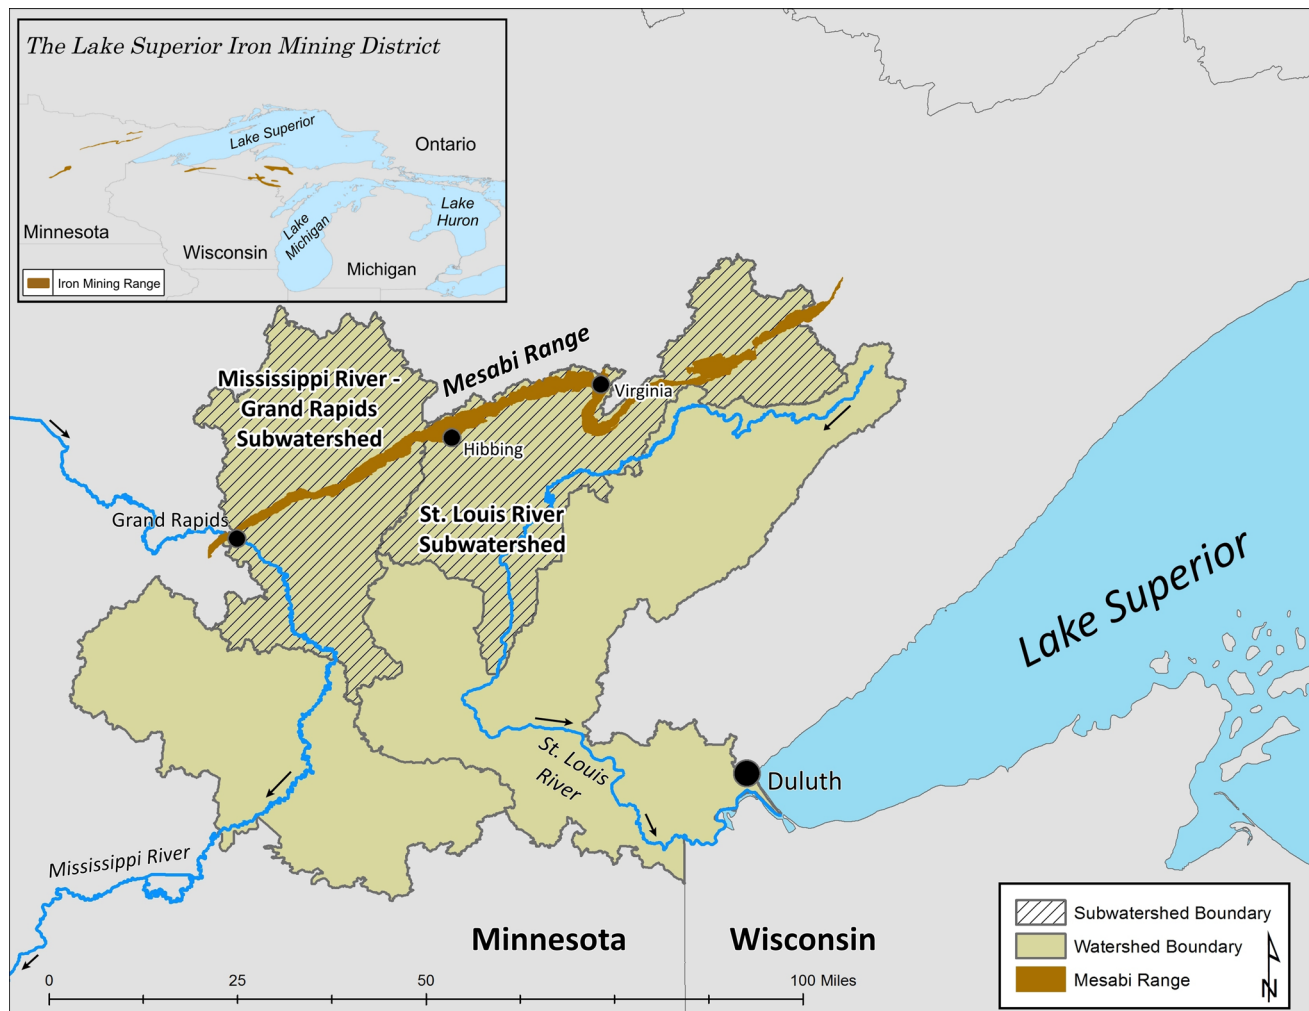 The Lake Superior Iron Mining District
Lake Superior
Ontario
Lake
Huron
Lake
Michigan
Minnesota
Wisconsin
Michigan
Iron Mining Range
Mesabi Range
Mississippi River -
Grand Rapids
Subwatershed
Virginia
Hibbing
Grand Rapids
St. Louis River
Subwatershed
Lake Superior
St. Louis
River
Duluth
Mississippi River
Minnesota
Wisconsin
Subwatershed Boundary
Watershed Boundary
Mesabi Range
N
0 25 50 100 Miles